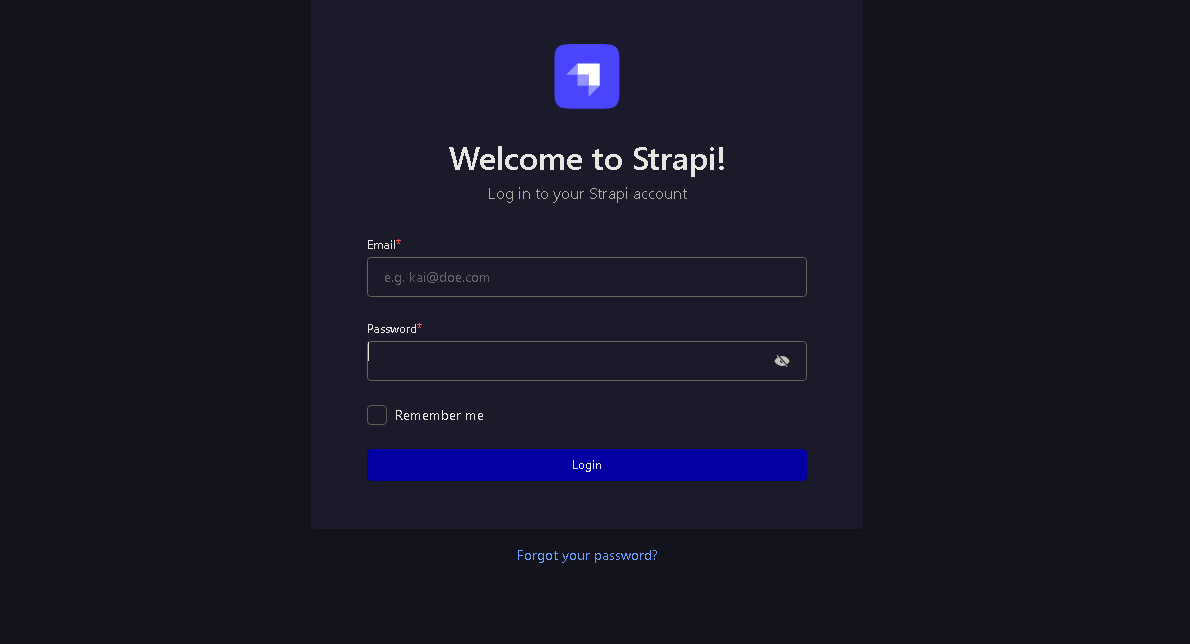 Welcome to Strapi!
Log in to your Strapi account
Email*
e.g. kai@doe.com
Password*
Remember me
Login
Forgot your password?